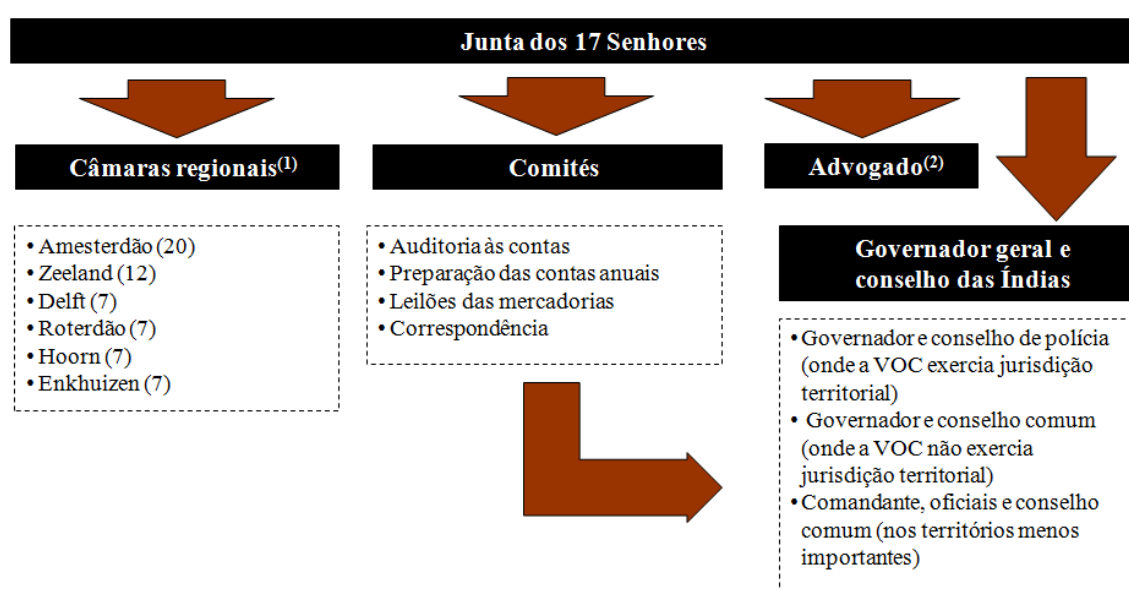 Junta dos 17 Senhores
Câmaras regionais(1)
• Amesterdão (20)
• Zeeland (12)
• Delft (7)
• Roterdão (7)
• Hoorn (7)
• Enkhuizen (7)
Comités
• Auditoria às contas
• Preparação das contas anuais
• Leilões das mercadorias
• Correspondência
Advogado(2)
Governador geral e
conselho das Índias
• Governador e conselho de polícia
(onde a VOC exercia jurisdição
territorial)
• Governador e conselho comum
(onde a VOC não exercia
jurisdição territorial)
• Comandante, oficiais e conselho
comum (nos territórios menos
importantes)